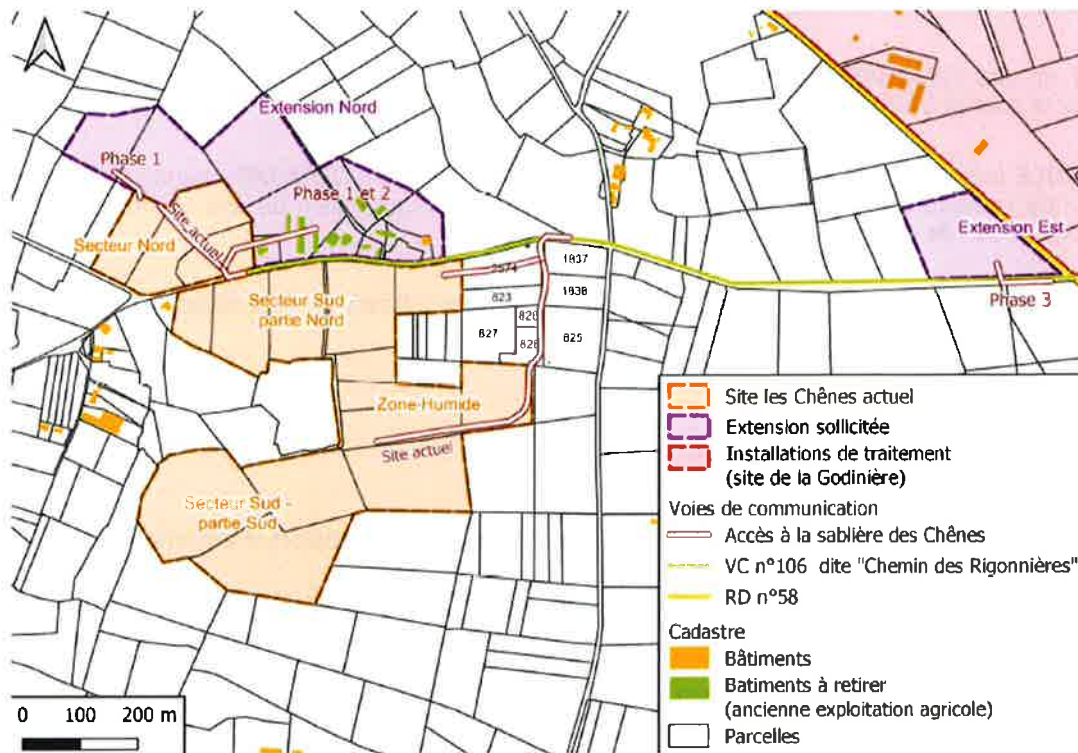 Extension Nord
Phase 1
Phase 1 et 2
Site actuel
Secteur Nord
Extension Est
Phase 3
1837
2574
Secteur Sud -
partie Nord
823
1838
827
828
825
Zone-Humide
Site actuel
Secteur Sud -
partie Sud
Site les Chênes actuel
Extension sollicitée
Installations de traitement
(site de la Godinière)
Voies de communication
Accès à la sablière des Chênes
VC n°106 dite "Chemin des Rigonnières"
RD n°58
Cadastre
Bâtiments
Batiments à retirer
(ancienne exploitation agricole)
Parcelles
0 100 200 m